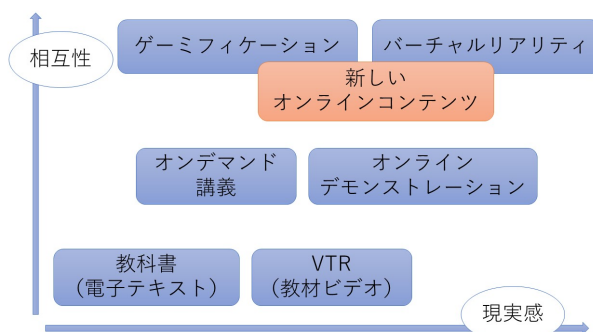 ゲーミフィケーション
バーチャルリアリティ
相互性
新しい
オンラインコンテンツ
オンデマンド
講義
オンライン
デモンストレーション
教科書
（電子テキスト）
VTR
（教材ビデオ）
現実感